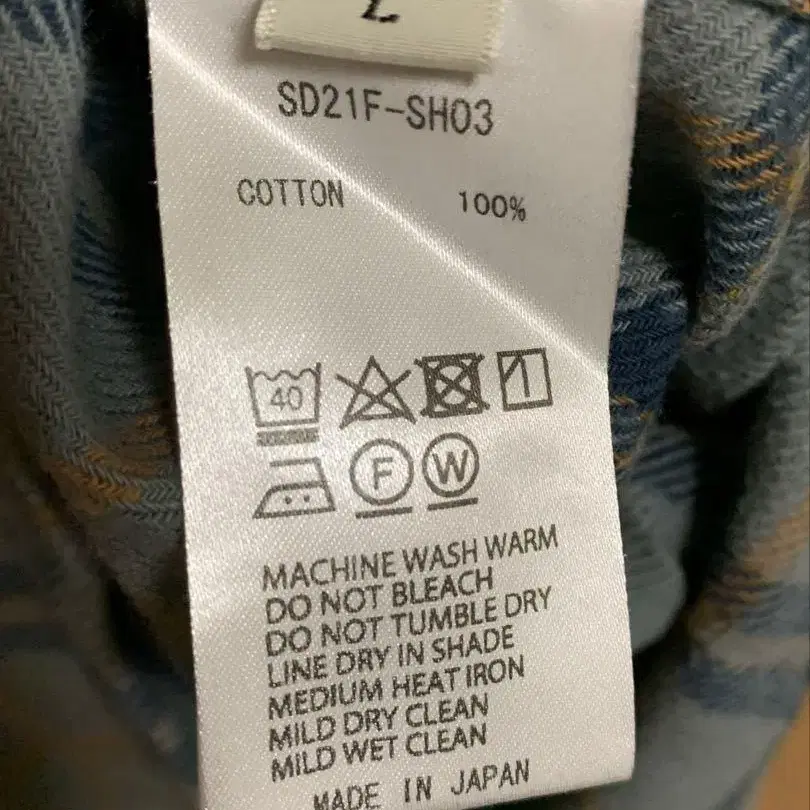 SD21F-SH03
COTTON 100%
40
F W
MACHINE WASH WARM
DO NOT BLEACH
DO NOT TUMBLE DRY
LINE DRY IN SHADE
MEDIUM HEAT IRON
MILD DRY CLEAN
MILD WET CLEAN
MADE IN JAPAN